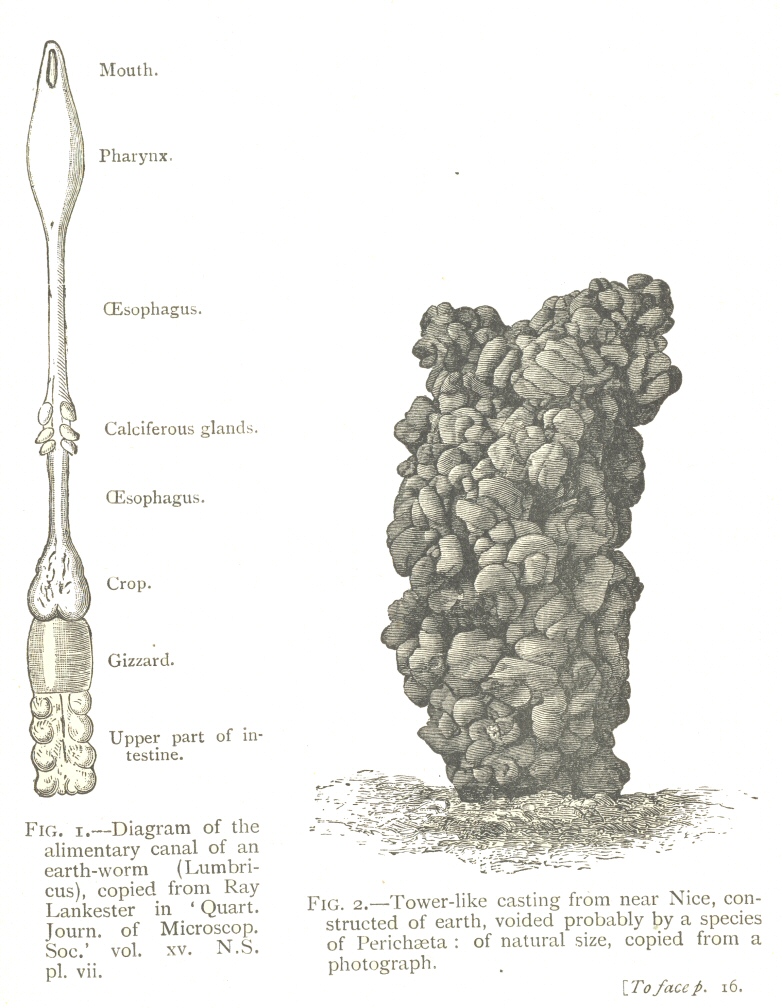 Mouth.
Pharynx.
Œsophagus.
Calciferous glands.
Œsophagus.
Crop.
Gizzard.
Upper part of in-
testine.
FIG. 1.—Diagram of the
alimentary canal of an
earth-worm (Lumbri-
cus), copied from Ray
Lankester in ‘Quart.
Journ. of Microscop.
Soc.’ vol. xv. N.S.
pl. vii.
FIG. 2.—Tower-like casting from near Nice, con-
structed of earth, voided probably by a species
of Perichæta : of natural size, copied from a
photograph.
[To face p. 16.